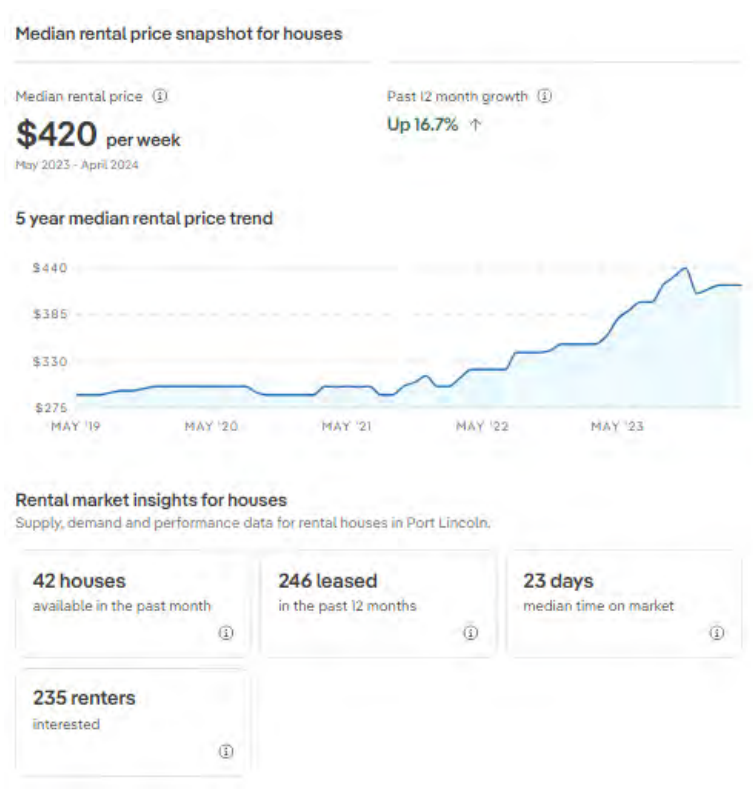 Median rental price snapshot for houses
Median rental price
Past 12 month growth
$420 per week
Up 16.7% ↑
May 2023 - April 2024
5 year median rental price trend
$440
$385
$330
$275
MAY '19
MAY '20
MAY '21
MAY '22
MAY '23
Rental market insights for houses
Supply, demand and performance data for rental houses in Port Lincoln.
42 houses
available in the past month
246 leased
in the past 12 months
23 days
median time on market
235 renters
interested